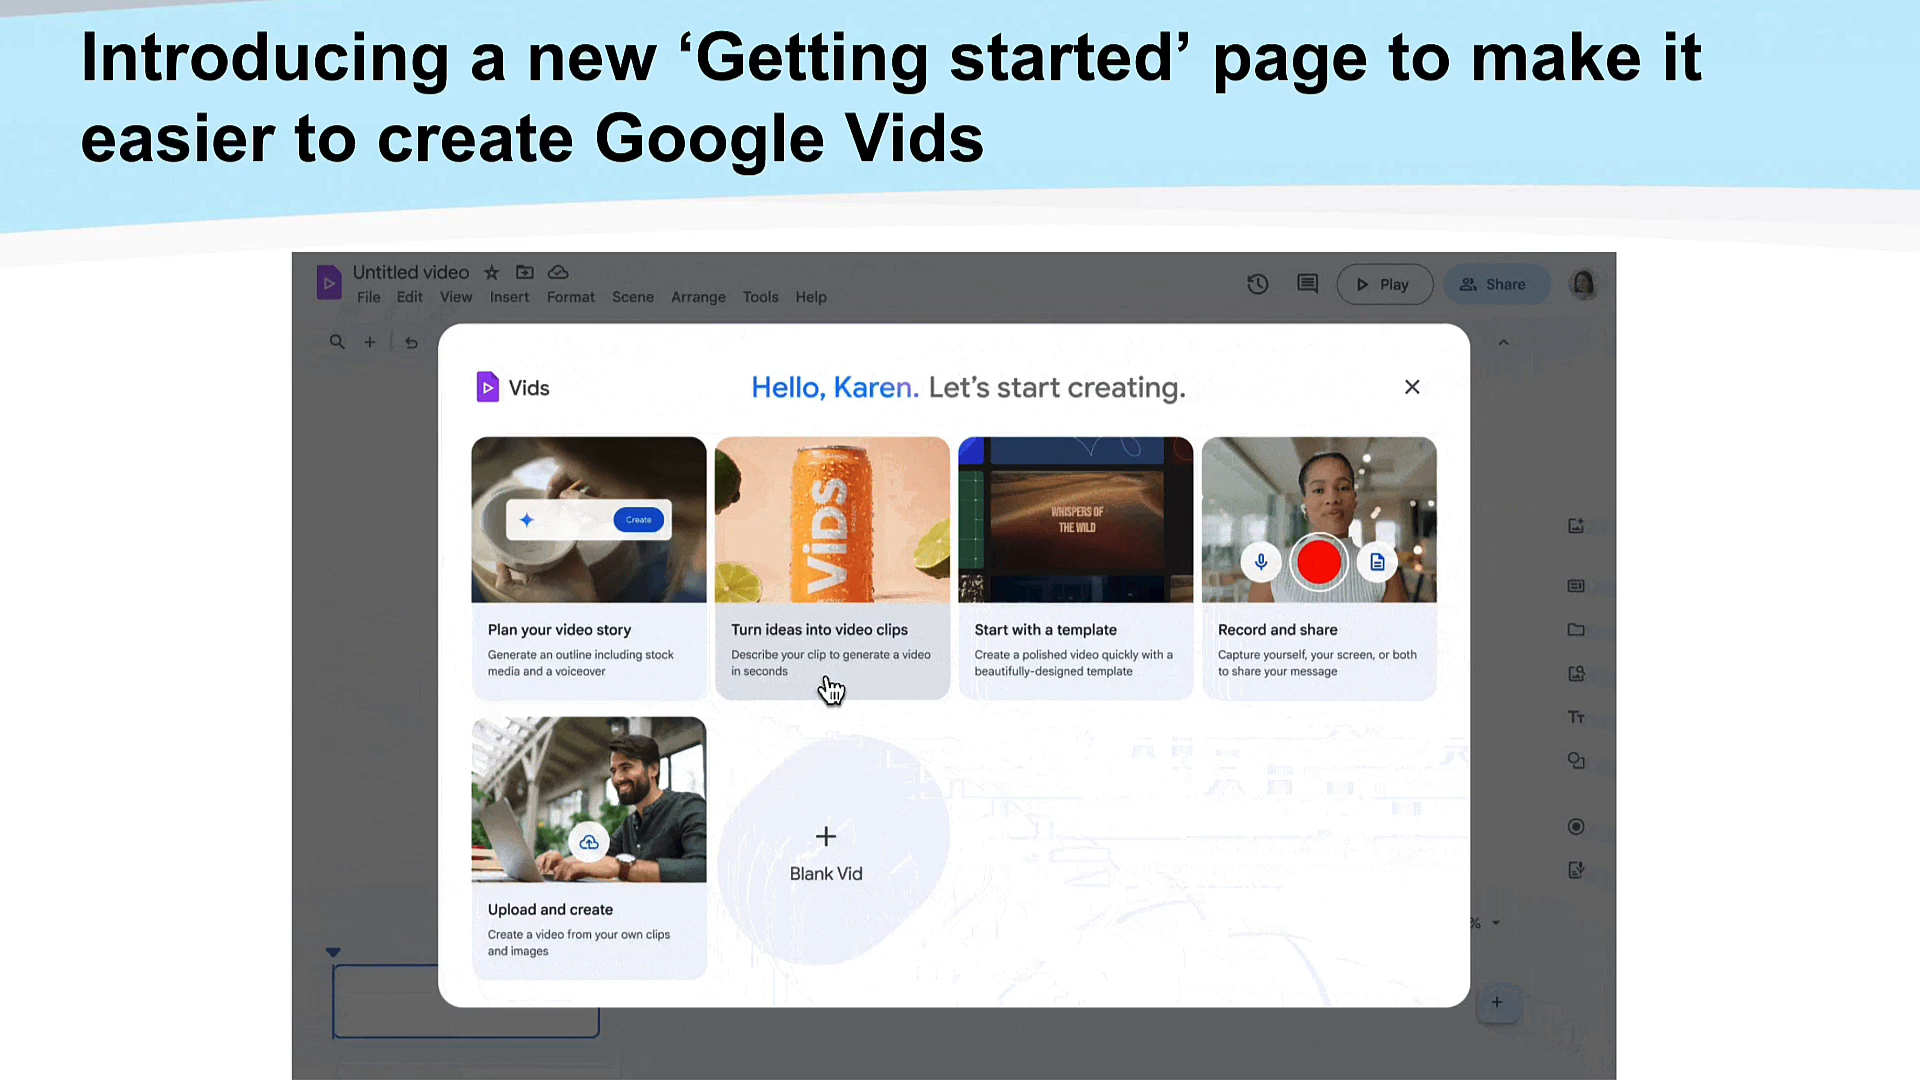 Introducing a new ‘Getting started’ page to make it
easier to create Google Vids
Untitled video
File Edit View Insert Format Scene Arrange Tools Help
Play
Share
Vids
Hello, Karen. Let’s start creating.
Create
ViDS
WHISPERS OF
THE WILD
Plan your video story
Generate an outline including stock
media and a voiceover
Turn ideas into video clips
Describe your clip to generate a video
in seconds
Start with a template
Create a polished video quickly with a
beautifully-designed template
Record and share
Capture yourself, your screen, or both
to share your message
Upload and create
Create a video from your own clips
and images
Blank Vid
%